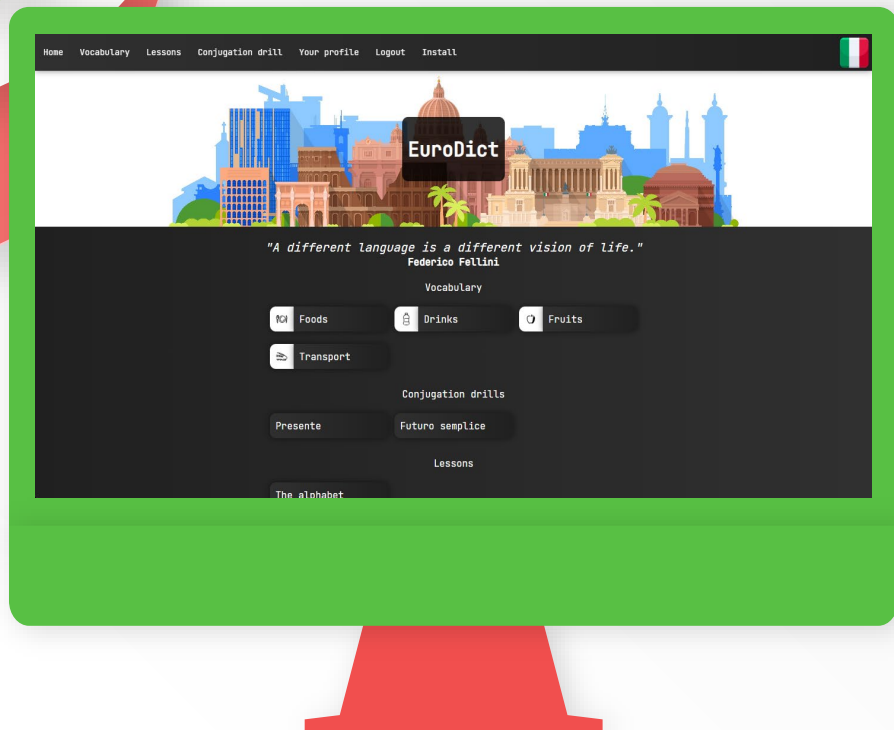 Home Vocabulary Lessons Conjugation drill Your profile Logout Install
EuroDict
"A different language is a different vision of life."
Federico Fellini
Vocabulary
Foods Drinks Fruits
Transport
Conjugation drills
Presente Futuro semplice
Lessons
The alphabet